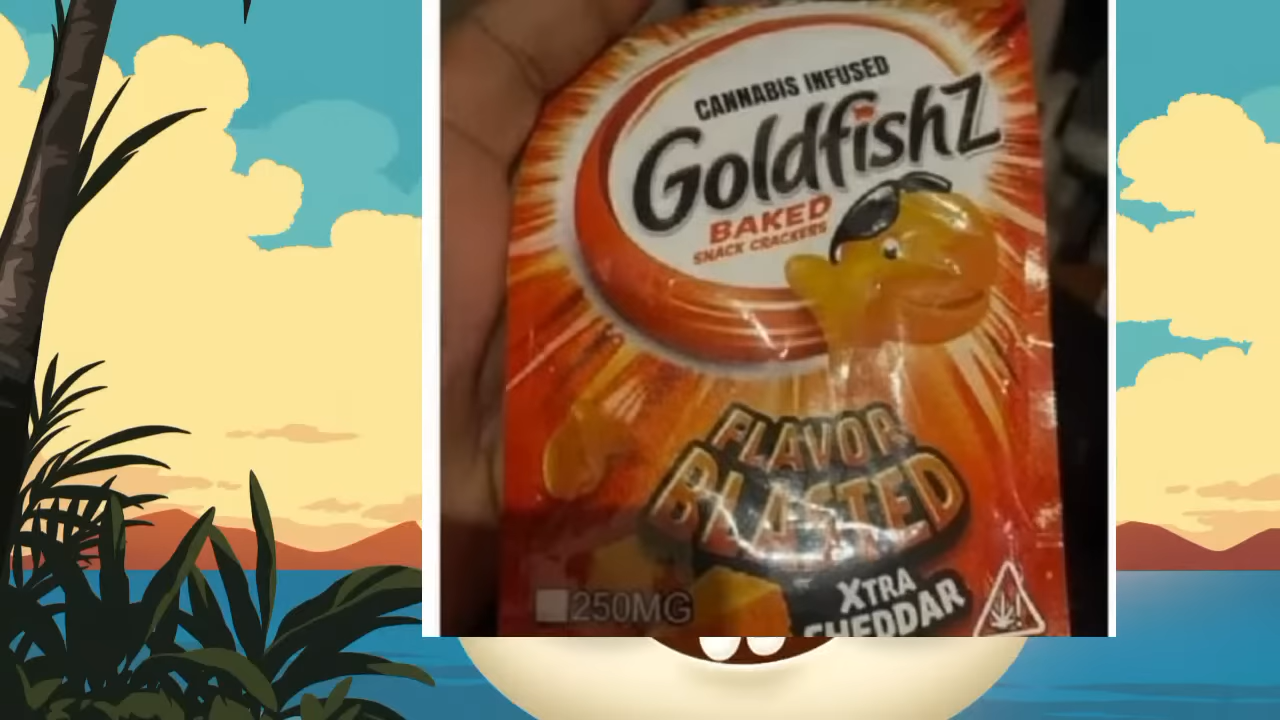 CANNABIS INFUSED
GoldfishZ
BAKED
SNACK CRACKERS
FLAVOR
BLASTED
XTRA
CHEDDAR
250MG